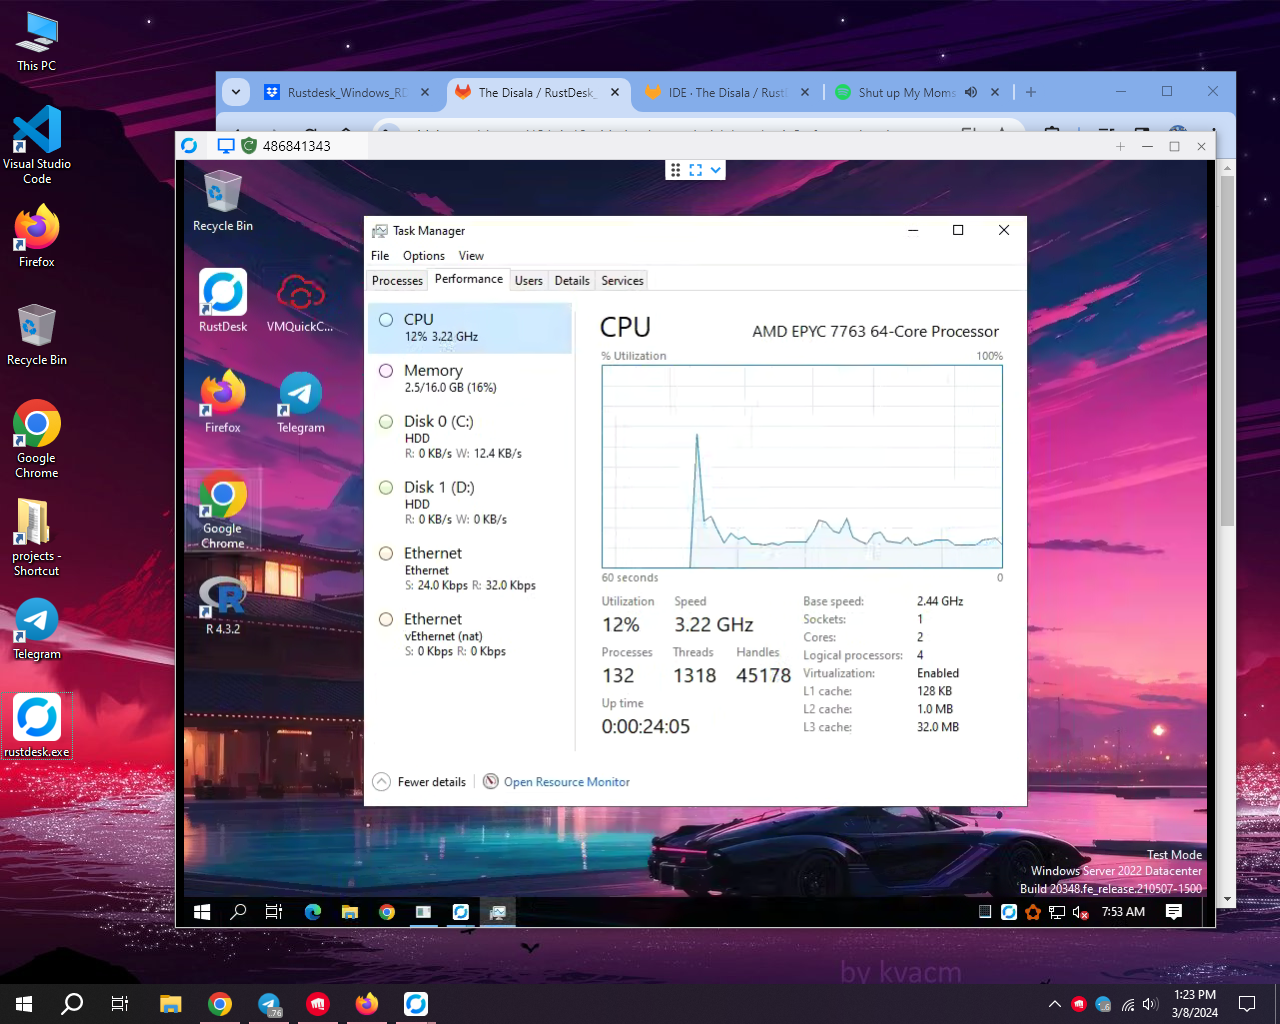 This PC
Visual Studio
Code
Firefox
Recycle Bin
Google
Chrome
projects -
Shortcut
Telegram
rustdesk.exe
Rustdesk_Windows_RD
The Disala / RustDesk_
IDE · The Disala / Rustl
Shut up My Moms
486841343
Recycle Bin
RustDesk
VMQuickC...
Firefox
Telegram
Google
Chrome
R 4.3.2
Task Manager
File Options View
Processes Performance Users Details Services
CPU
12% 3.22 GHz
Memory
2.5/16.0 GB (16%)
Disk 0 (C:)
HDD
R: 0 KB/s W: 12.4 KB/s
Disk 1 (D:)
HDD
R: 0 KB/s W: 0 KB/s
Ethernet
Ethernet
S: 24.0 Kbps R: 32.0 Kbps
Ethernet
vEthernet (nat)
S: 0 Kbps R: 0 Kbps
CPU AMD EPYC 7763 64-Core Processor
% Utilization 100%
60 seconds 0
Utilization Speed
12% 3.22 GHz
Processes Threads Handles
132 1318 45178
Up time
0:00:24:05
Base speed: 2.44 GHz
Sockets: 1
Cores: 2
Logical processors: 4
Virtualization: Enabled
L1 cache: 128 KB
L2 cache: 1.0 MB
L3 cache: 32.0 MB
Fewer details Open Resource Monitor
Test Mode
Windows Server 2022 Datacenter
Build 20348.fe_release.210507-1500
7:53 AM
by kvacm
.76
1:23 PM
3/8/2024